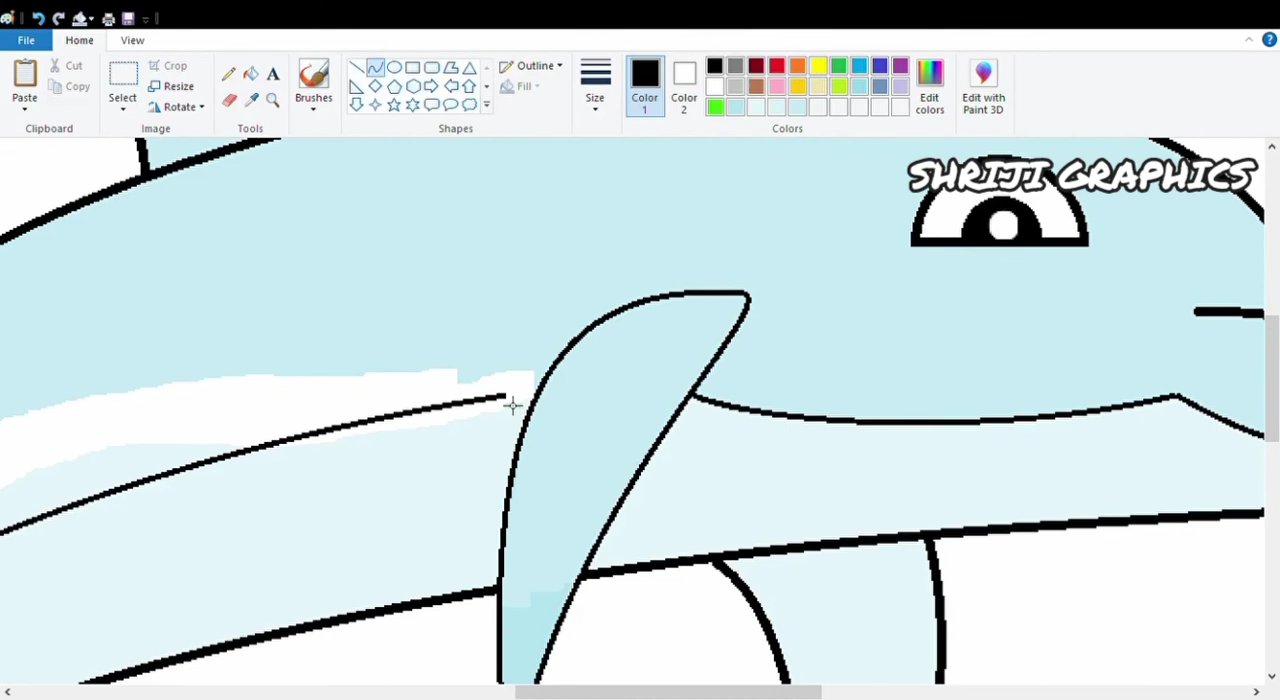 File Home View
Cut Crop Outline Edit Edit with
Copy Resize Fill
Paste Select Rotate Brushes Size Color Color colors Paint 3D
1 2
Clipboard Image Tools Shapes Colors
SHRIJI GRAPHICS